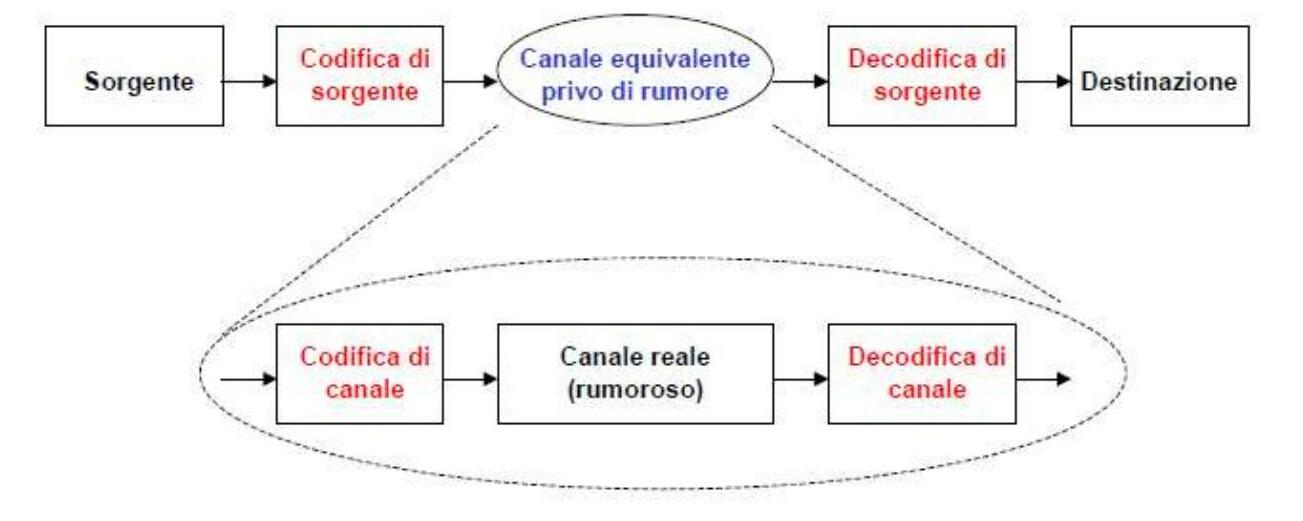 Sorgente
Codifica di
sorgente
Canale equivalente
privo di rumore
Decodifica di
sorgente
Destinazione
Codifica di
canale
Canale reale
(rumoroso)
Decodifica di
canale